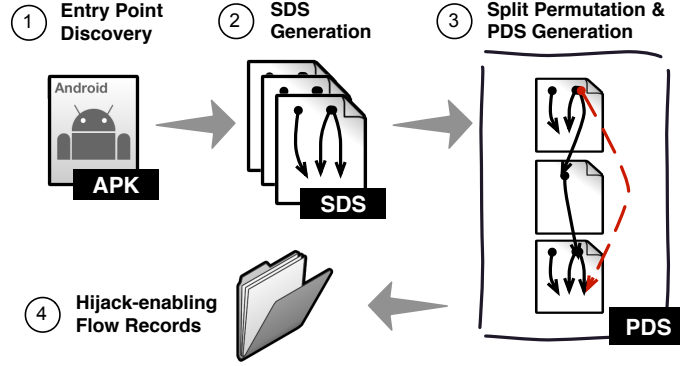 1
Entry Point
Discovery
2
SDS
Generation
3
Split Permutation &
PDS Generation
Android
APK
SDS
PDS
4
Hijack-enabling
Flow Records